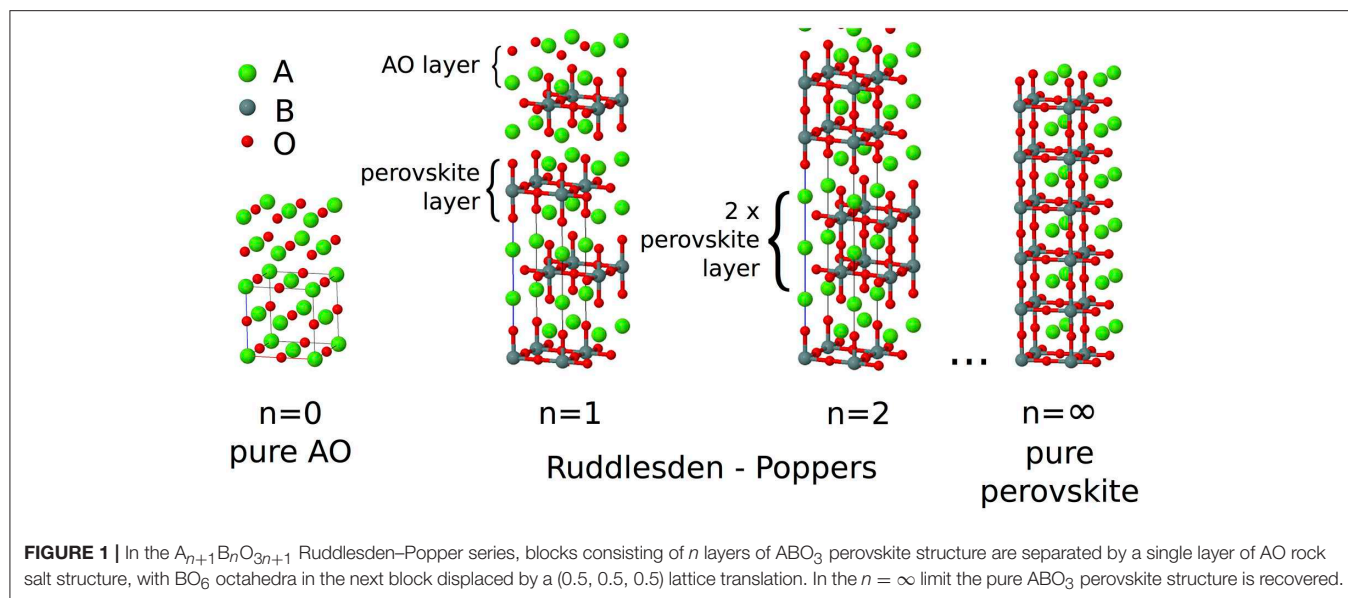 A
B
O
AO layer
perovskite
layer
2 x
perovskite
layer
...
n=0
pure AO
n=1
n=2
Ruddlesden - Poppers
n=∞
pure
perovskite
FIGURE 1 | In the Aₙ₊₁BₙO₃ₙ₊₁ Ruddlesden–Popper series, blocks consisting of n layers of ABO₃ perovskite structure are separated by a single layer of AO rock
salt structure, with BO₆ octahedra in the next block displaced by a (0.5, 0.5, 0.5) lattice translation. In the n = ∞ limit the pure ABO₃ perovskite structure is recovered.